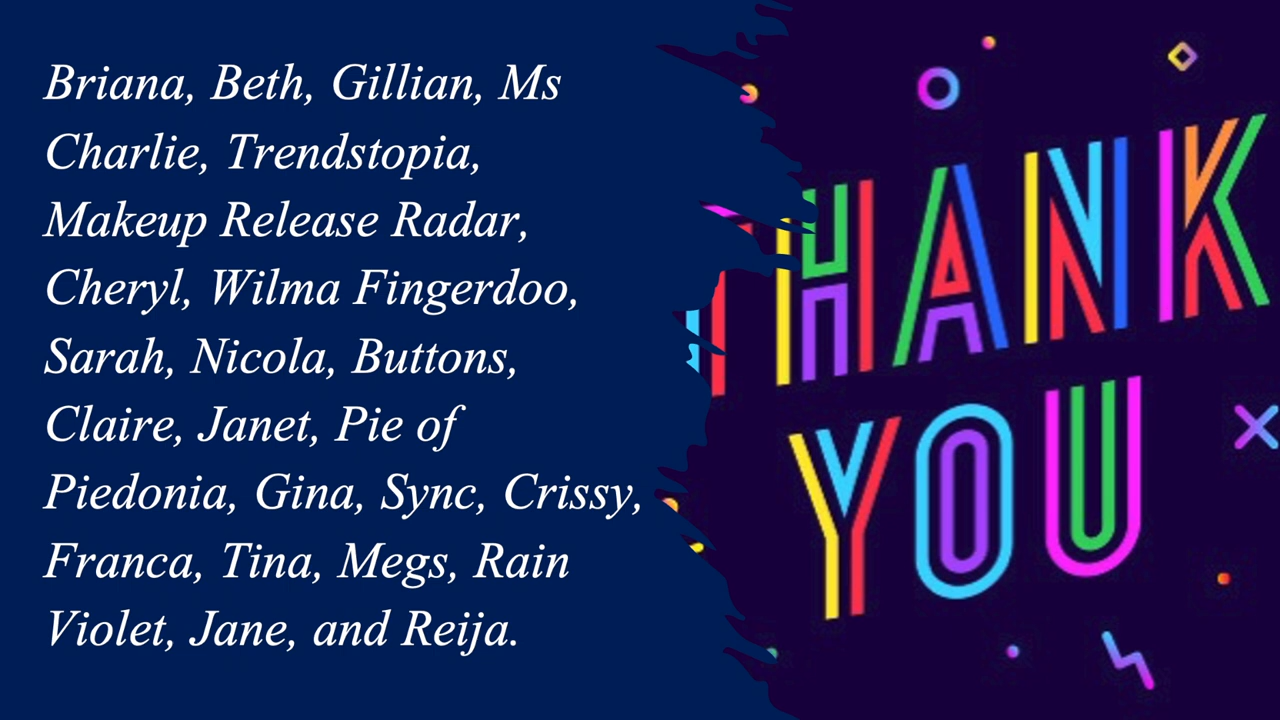 Briana, Beth, Gillian, Ms
Charlie, Trendstopia,
Makeup Release Radar,
Cheryl, Wilma Fingerdoo,
Sarah, Nicola, Buttons,
Claire, Janet, Pie of
Piedonia, Gina, Sync, Crissy,
Franca, Tina, Megs, Rain
Violet, Jane, and Reija.
THANK
YOU